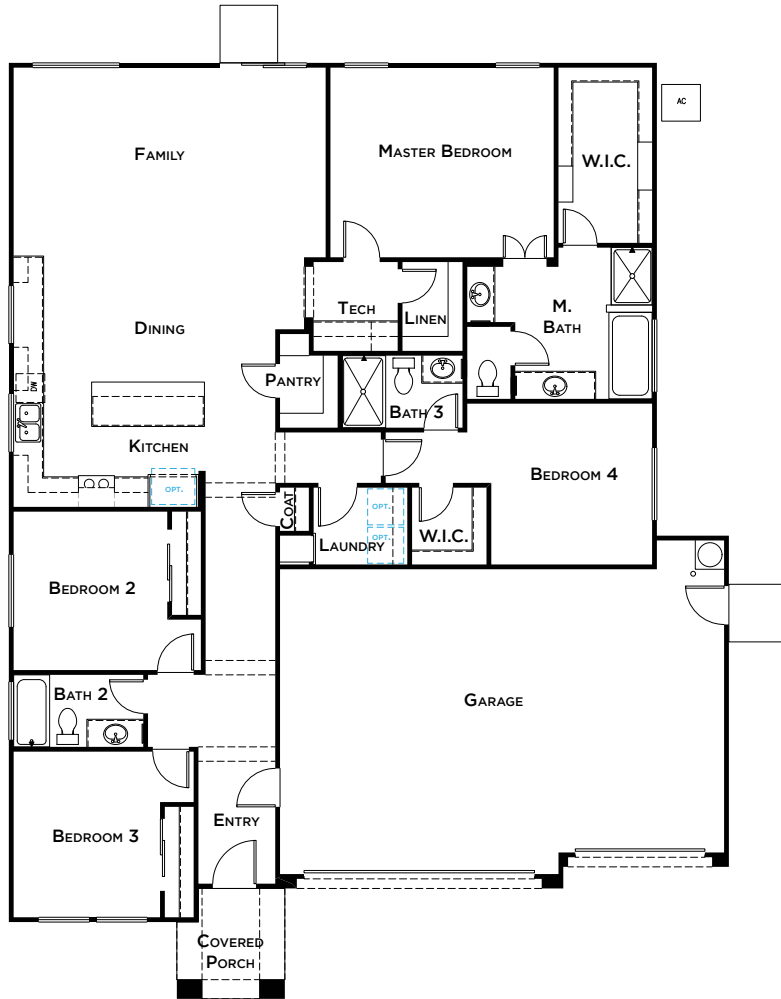 AC
FAMILY
MASTER BEDROOM
W.I.C.
TECH
LINEN
M.
BATH
DINING
PANTRY
BATH 3
DW
KITCHEN
OPT.
BEDROOM 4
COAT
OPT.
OPT.
LAUNDRY
W.I.C.
BEDROOM 2
BATH 2
GARAGE
ENTRY
BEDROOM 3
COVERED
PORCH